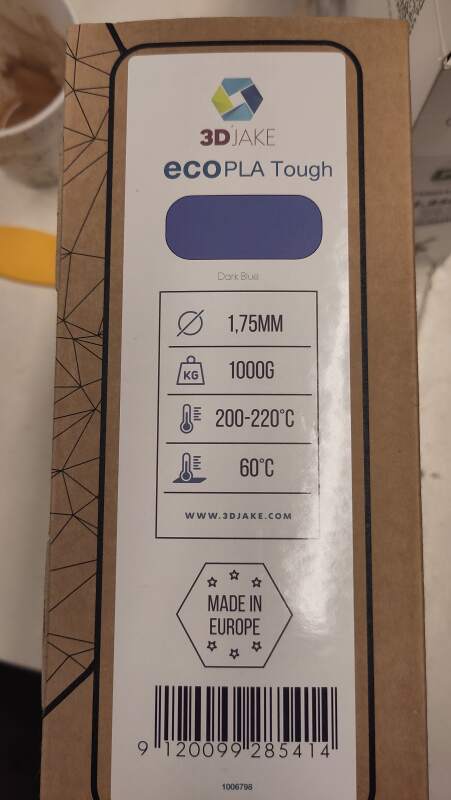 3DJAKE
ecoPLA Tough
Dark Blue
1,75MM
KG
1000G
200-220°C
60°C
WWW.3DJAKE.COM
MADE IN
EUROPE
9 120099 285414
1006798